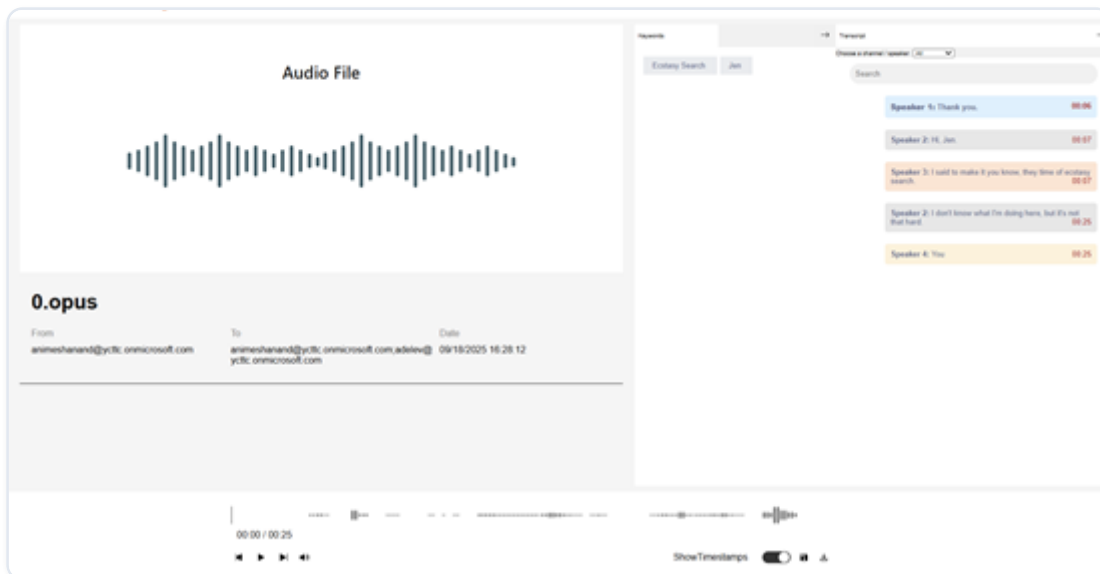 Audio File
0.opus
From
To
Date
animeshanand@ycttc.onmicrosoft.com
animeshanand@ycttc.onmicrosoft.com,adelev@
ycttc.onmicrosoft.com
09/18/2025 16:28:12
Keywords
Ecstasy Search
Jen
Transcript
Choose a channel / speaker: All
Search
Speaker 1: Thank you.
00:06
Speaker 2: Hi, Jen.
00:07
Speaker 3: I said to make it you know, they time of ecstasy
search.
00:07
Speaker 2: I don't know what I'm doing here, but it's not
that hard.
00:25
Speaker 4: You
00:25
00:00 / 00:25
ShowTimestamps